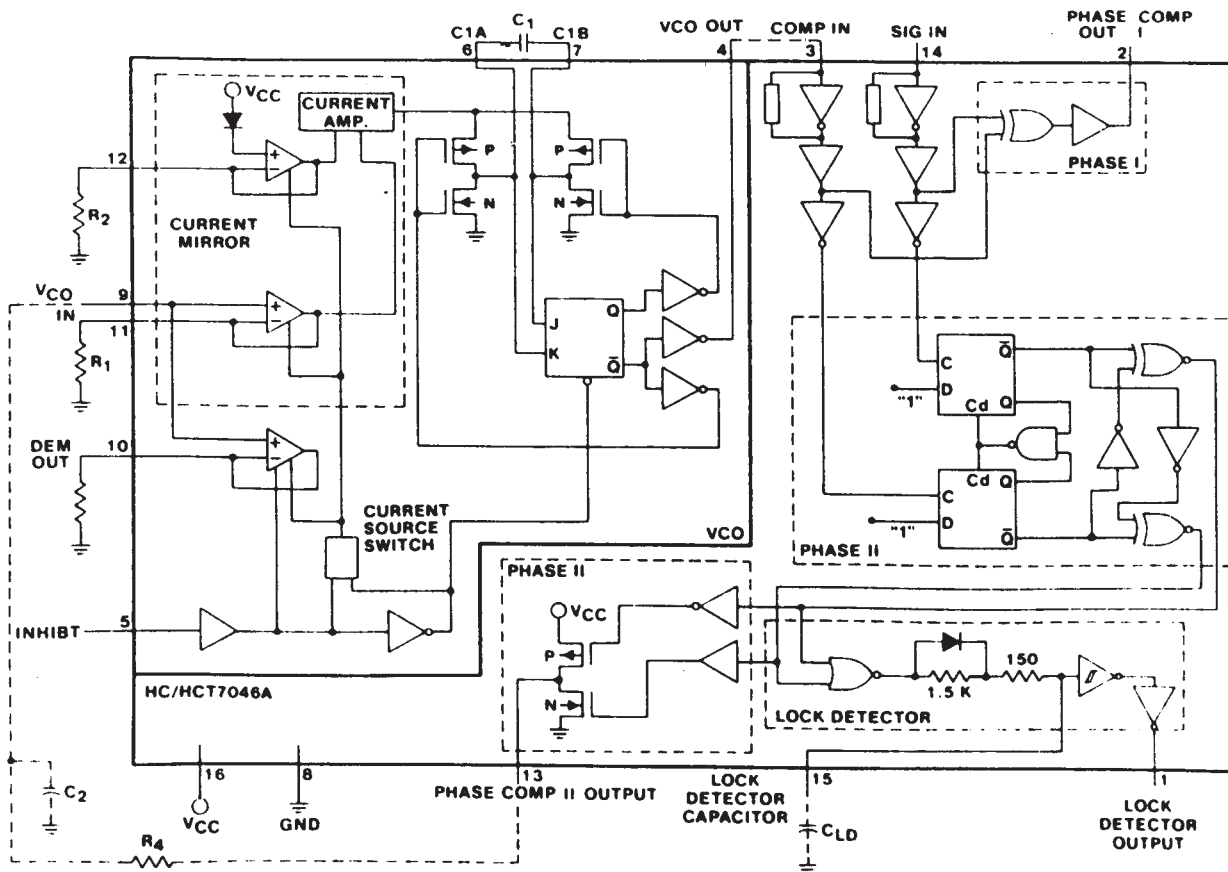 C1A C1 C1B
6 7
VCO OUT
4
COMP IN
3
SIG IN
14
PHASE COMP
OUT I
2
VCC
CURRENT
AMP.
12
R2
CURRENT
MIRROR
P
N
P
N
PHASE I
VCO
IN
9
11
R1
J
K
Q
Q̅
DEM
OUT
10
CURRENT
SOURCE
SWITCH
VCO
C
D
"1"
Cd
Q̅
Q
C
D
"1"
Cd
Q
Q̅
PHASE II
INHIBT
5
PHASE II
VCC
P
N
1.5 K
150
LOCK DETECTOR
HC/HCT7046A
16
VCC
8
GND
13
PHASE COMP II OUTPUT
LOCK
DETECTOR
CAPACITOR
15
CLD
1
LOCK
DETECTOR
OUTPUT
C2
R4